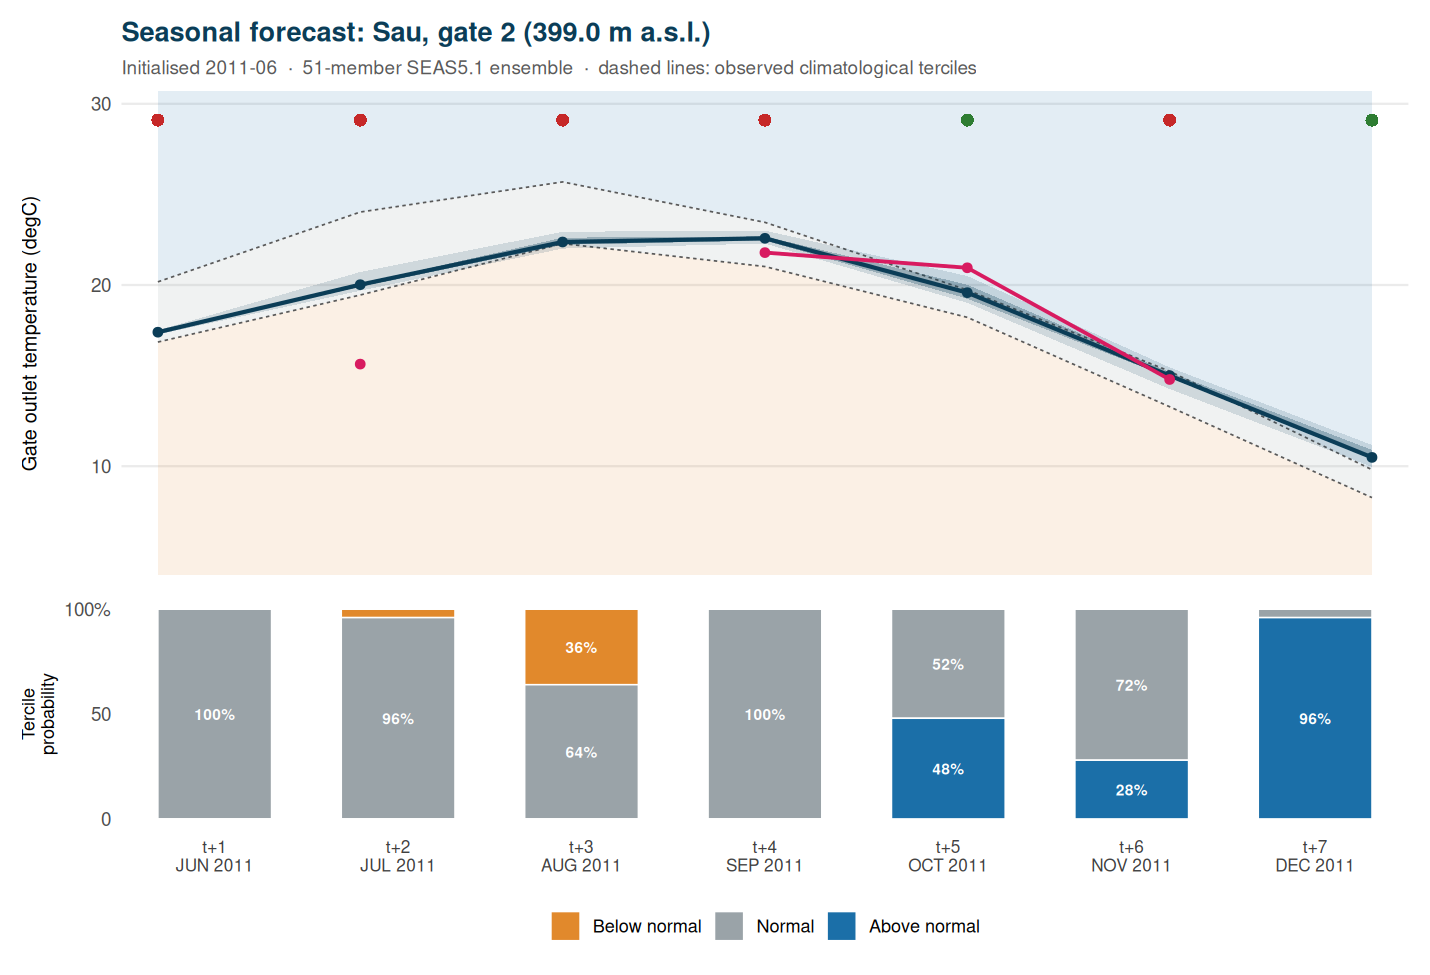 Seasonal forecast: Sau, gate 2 (399.0 m a.s.l.)
Initialised 2011-06 · 51-member SEAS5.1 ensemble · dashed lines: observed climatological terciles
Gate outlet temperature (degC)
30
20
10
Tercile
probability
100%
50
0
100%
96%
36%
64%
100%
52%
48%
72%
28%
96%
t+1
JUN 2011
t+2
JUL 2011
t+3
AUG 2011
t+4
SEP 2011
t+5
OCT 2011
t+6
NOV 2011
t+7
DEC 2011
Below normal
Normal
Above normal